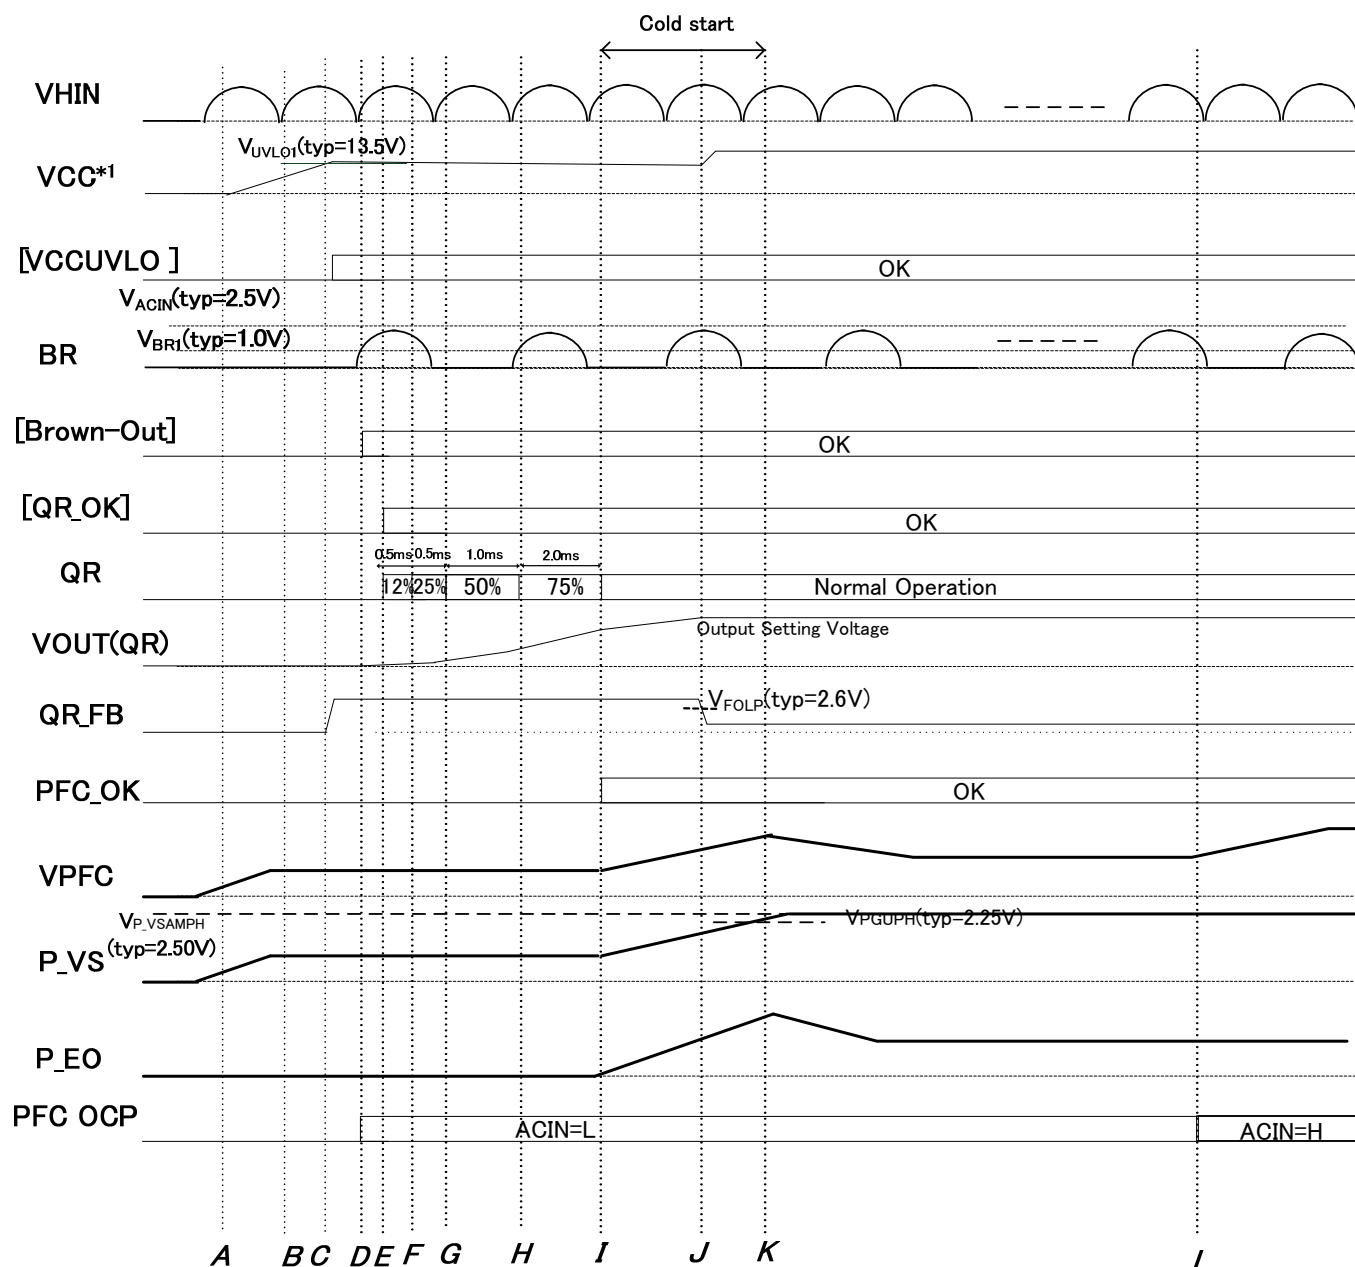 Cold start
VHIN
VUVLO1(typ=13.5V)
VCC*1
[VCCUVLO ]
OK
VACIN(typ=2.5V)
VBR1(typ=1.0V)
BR
[Brown-Out]
OK
[QR_OK]
OK
0.5ms 0.5ms 1.0ms 2.0ms
QR
12% 25% 50% 75% Normal Operation
VOUT(QR)
Output Setting Voltage
QR_FB
VFOLP(typ=2.6V)
PFC_OK
OK
VPFC
VP_VSAMPH
(typ=2.50V)
VPGUPH(typ=2.25V)
P_VS
P_EO
PFC OCP
ACIN=L
ACIN=H
A B C D E F G H I J K